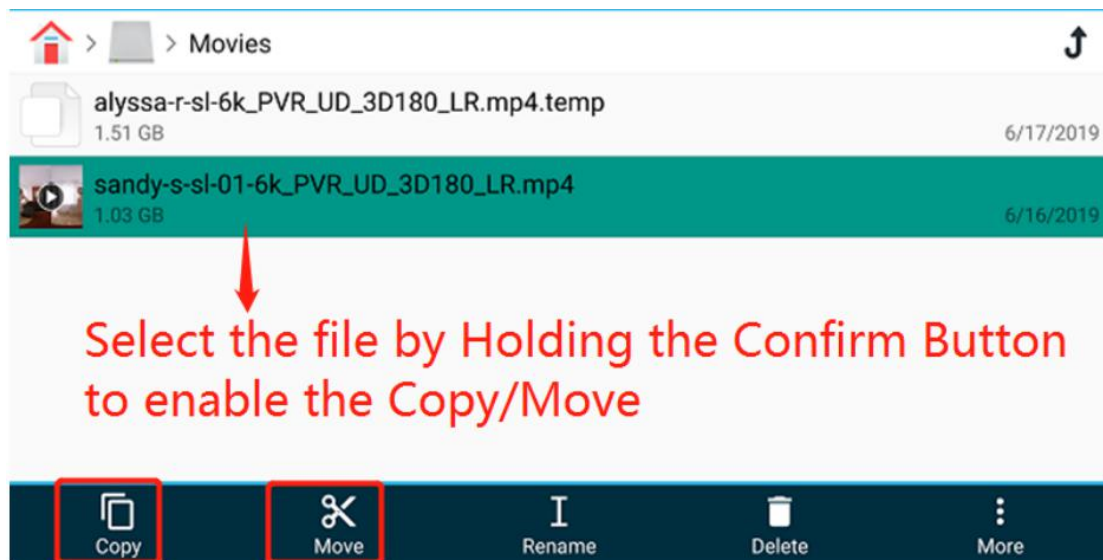 > > Movies
alyssa-r-sl-6k_PVR_UD_3D180_LR.mp4.temp
1.51 GB 6/17/2019
sandy-s-sl-01-6k_PVR_UD_3D180_LR.mp4
1.03 GB 6/16/2019
Select the file by Holding the Confirm Button
to enable the Copy/Move
Copy Move Rename Delete More